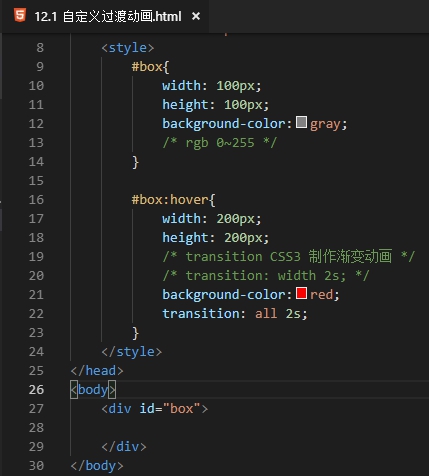 12.1 自定义过渡动画.html ×
8 <style>
9 #box{
10 width: 100px;
11 height: 100px;
12 background-color: gray;
13 /* rgb 0~255 */
14 }
15
16 #box:hover{
17 width: 200px;
18 height: 200px;
19 /* transition CSS3 制作渐变动画 */
20 /* transition: width 2s; */
21 background-color: red;
22 transition: all 2s;
23 }
24 </style>
25 </head>
26 <body>
27 <div id="box">
28
29 </div>
30 </body>